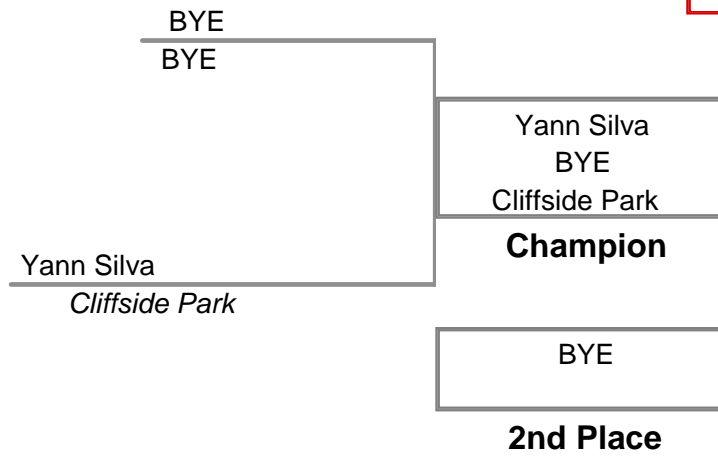 BYE
BYE
Yann Silva
BYE
Cliffside Park
Champion
Yann Silva
Cliffside Park
BYE
2nd Place